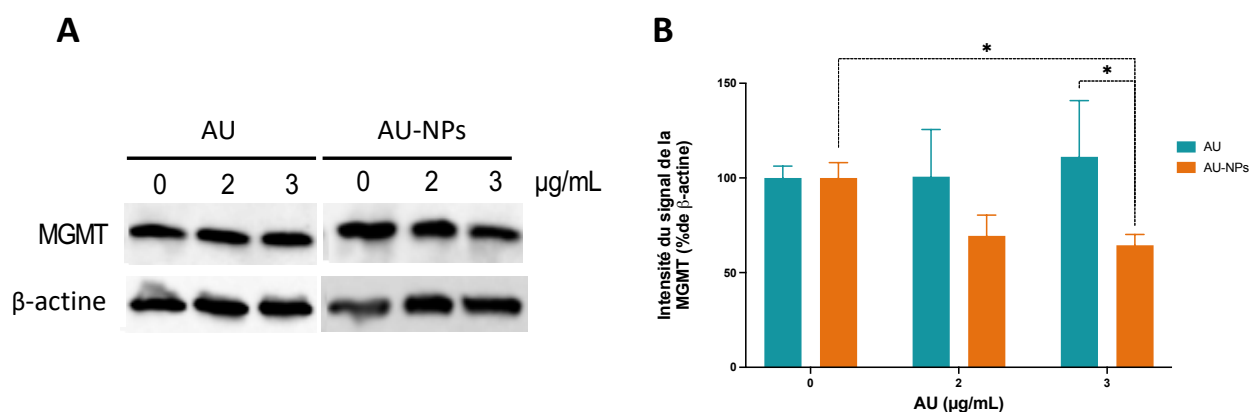 A
AU AU-NPs
0 2 3 0 2 3 µg/mL
MGMT
β-actine
B
* 
*
150
100
50
0
Intensité du signal de la
MGMT (%de β-actine)
0 2 3
AU (µg/mL)
AU
AU-NPs